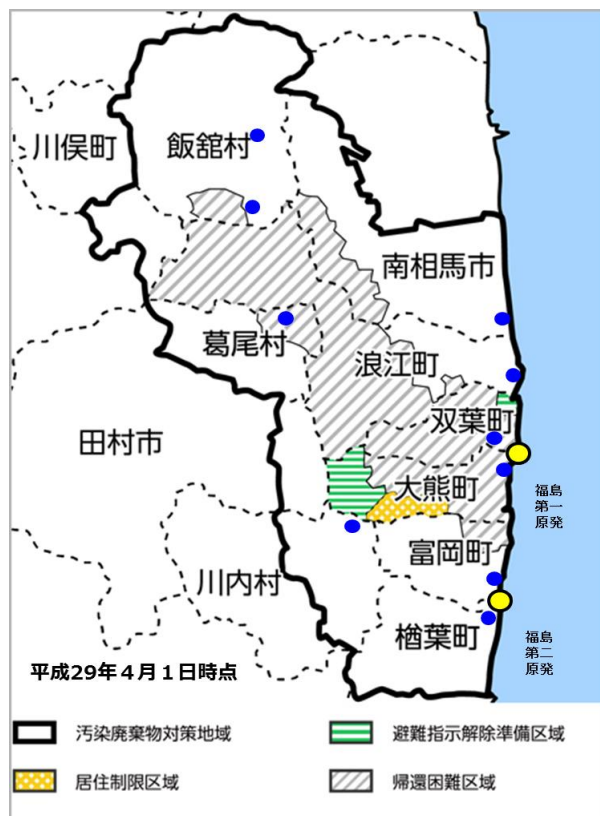 川俣町
飯舘村
南相馬市
葛尾村
浪江町
双葉町
田村市
大熊町
福島
第一
原発
富岡町
川内村
楢葉町
福島
第二
原発
平成29年4月1日時点
汚染廃棄物対策地域
避難指示解除準備区域
居住制限区域
帰還困難区域